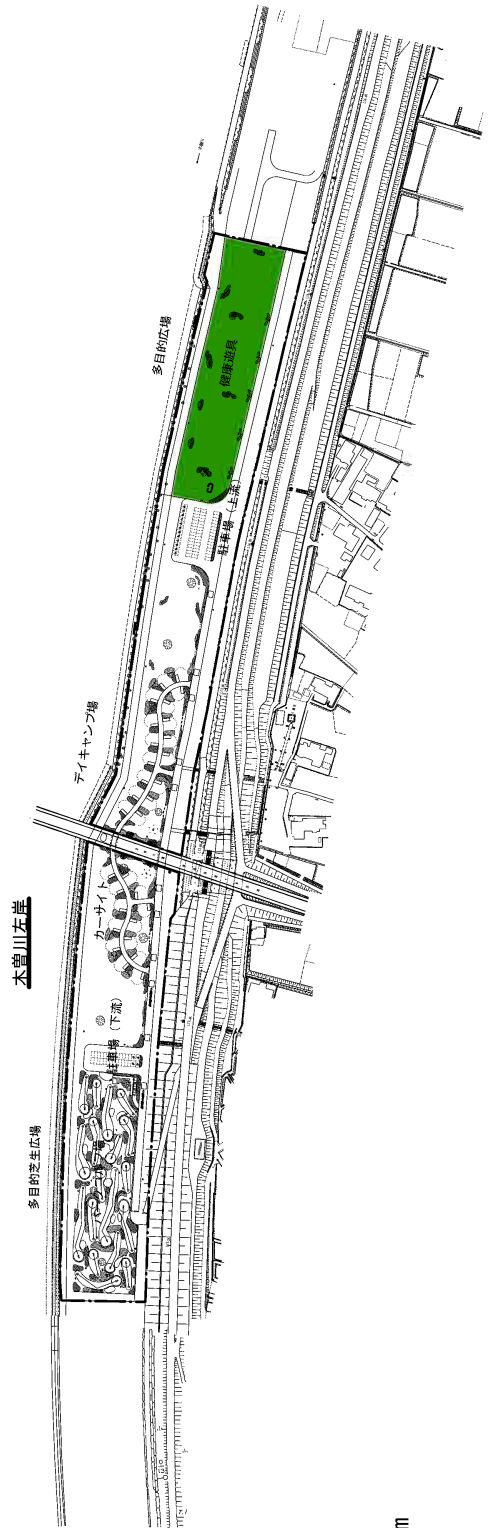 木曽川左岸
多目的芝生広場
駐車場（下流）
カーサイト
デイキャンプ場
駐車場（上流）
健康遊具
多目的広場
m